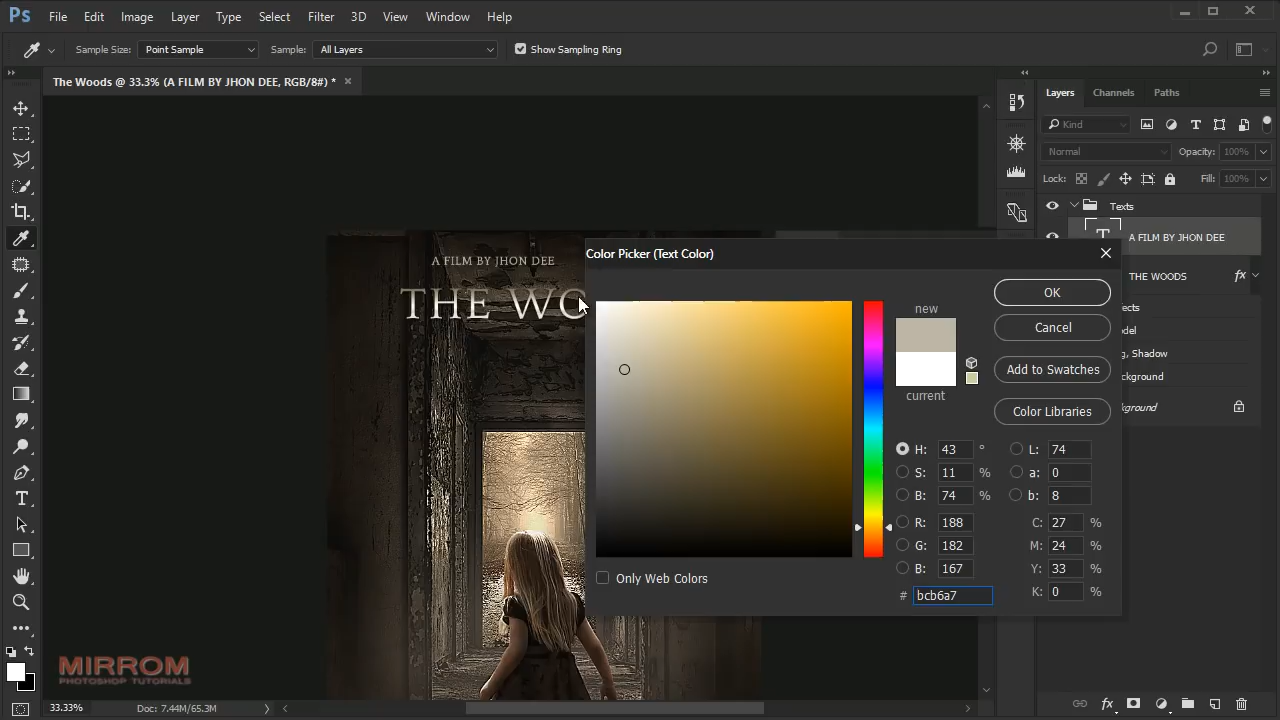 Ps File Edit Image Layer Type Select Filter 3D View Window Help
Sample Size: Point Sample Sample: All Layers Show Sampling Ring
The Woods @ 33.3% (A FILM BY JHON DEE, RGB/8#) * ×
Layers Channels Paths
Kind
Normal Opacity: 100%
Lock: Fill: 100%
Texts
T A FILM BY JHON DEE
THE WOODS fx
ects
del
g, Shadow
ackground
kground
A FILM BY JHON DEE
THE WO
Color Picker (Text Color)
new
current
OK
Cancel
Add to Swatches
Color Libraries
H: 43 ° L: 74
S: 11 % a: 0
B: 74 % b: 8
R: 188 C: 27 %
G: 182 M: 24 %
B: 167 Y: 33 %
# bcb6a7 K: 0 %
Only Web Colors
MIRROM
PHOTOSHOP TUTORIALS
33.33% Doc: 7.44M/65.3M
fx